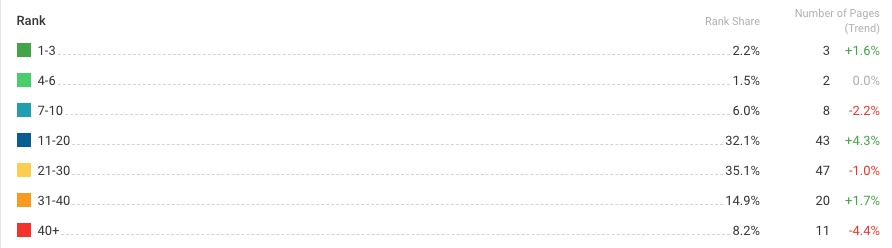 Rank Rank Share Number of Pages
(Trend)
1-3 2.2% 3 +1.6%
4-6 1.5% 2 0.0%
7-10 6.0% 8 -2.2%
11-20 32.1% 43 +4.3%
21-30 35.1% 47 -1.0%
31-40 14.9% 20 +1.7%
40+ 8.2% 11 -4.4%